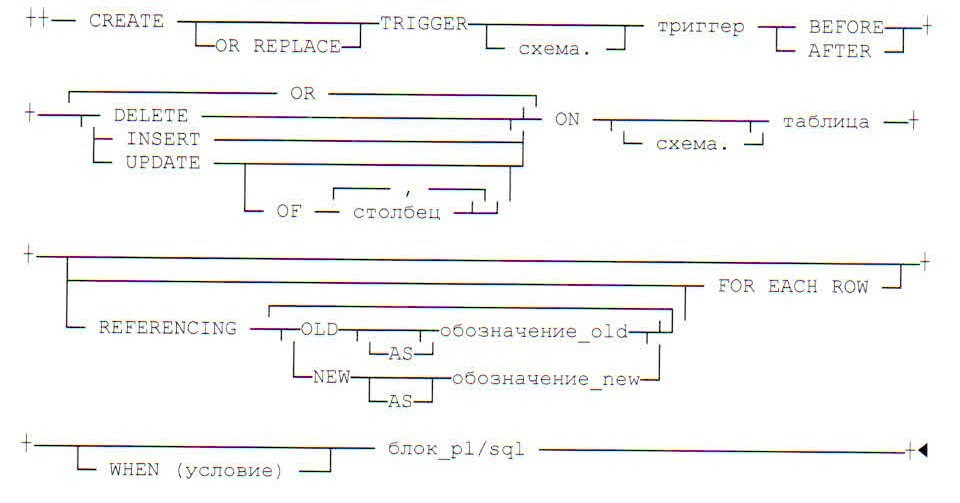 CREATE TRIGGER триггер BEFORE
OR REPLACE схема. AFTER
OR
DELETE ON таблица
INSERT схема.
UPDATE
,
OF столбец
FOR EACH ROW
REFERENCING OLD обозначение_old
AS
NEW обозначение_new
AS
блок_pl/sql
WHEN (условие)